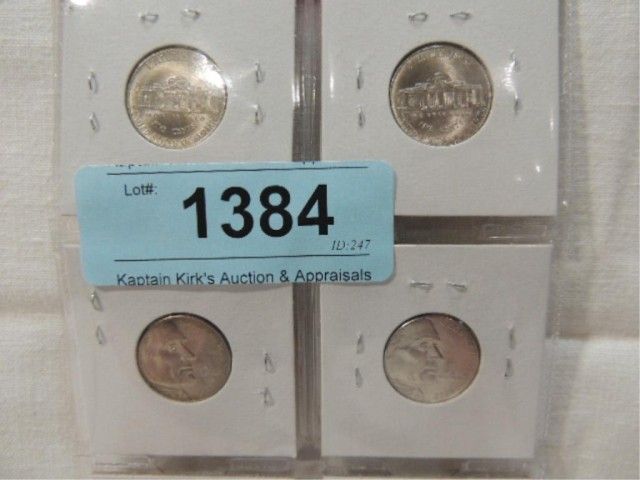 Lot#: 1384
ID:247
Kaptain Kirk's Auction & Appraisals